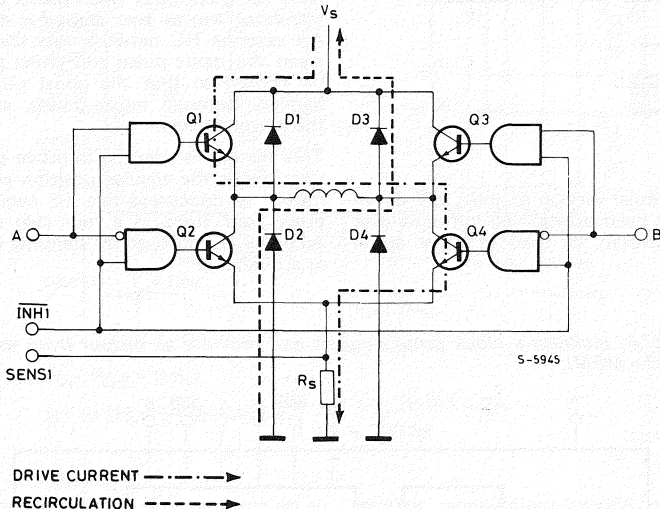 Vs
Q1
D1
D3
Q3
A
Q2
D2
D4
Q4
B
INH1
SENS1
Rs
S-5945
DRIVE CURRENT
RECIRCULATION